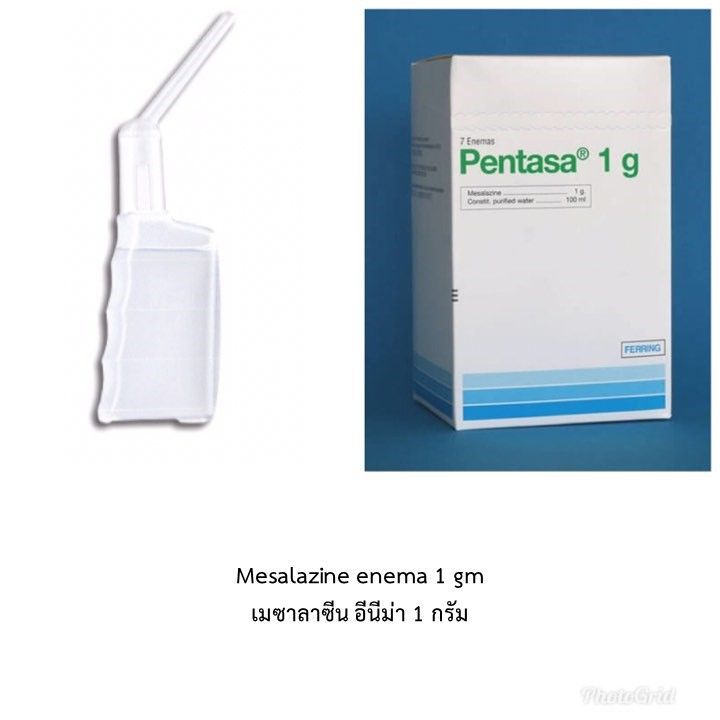 7 Enemas
Pentasa® 1 g
Mesalazine 1 g.
Constit. purified water 100 ml
FERRING
Mesalazine enema 1 gm
เมซาลาซีน อีนีม่า 1 กรัม
PhotoGrid